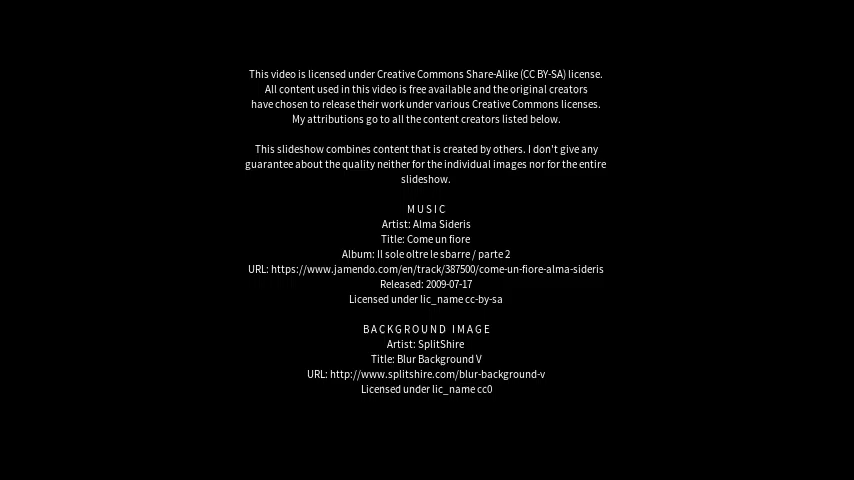 This video is licensed under Creative Commons Share-Alike (CC BY-SA) license.
All content used in this video is free available and the original creators
have chosen to release their work under various Creative Commons licenses.
My attributions go to all the content creators listed below.
This slideshow combines content that is created by others. I don't give any
guarantee about the quality neither for the individual images nor for the entire
slideshow.
MUSIC
Artist: Alma Sideris
Title: Come un fiore
Album: Il sole oltre le sbarre / parte 2
URL: https://www.jamendo.com/en/track/387500/come-un-fiore-alma-sideris
Released: 2009-07-17
Licensed under lic_name cc-by-sa
BACKGROUND IMAGE
Artist: SplitShire
Title: Blur Background V
URL: http://www.splitshire.com/blur-background-v
Licensed under lic_name cc0